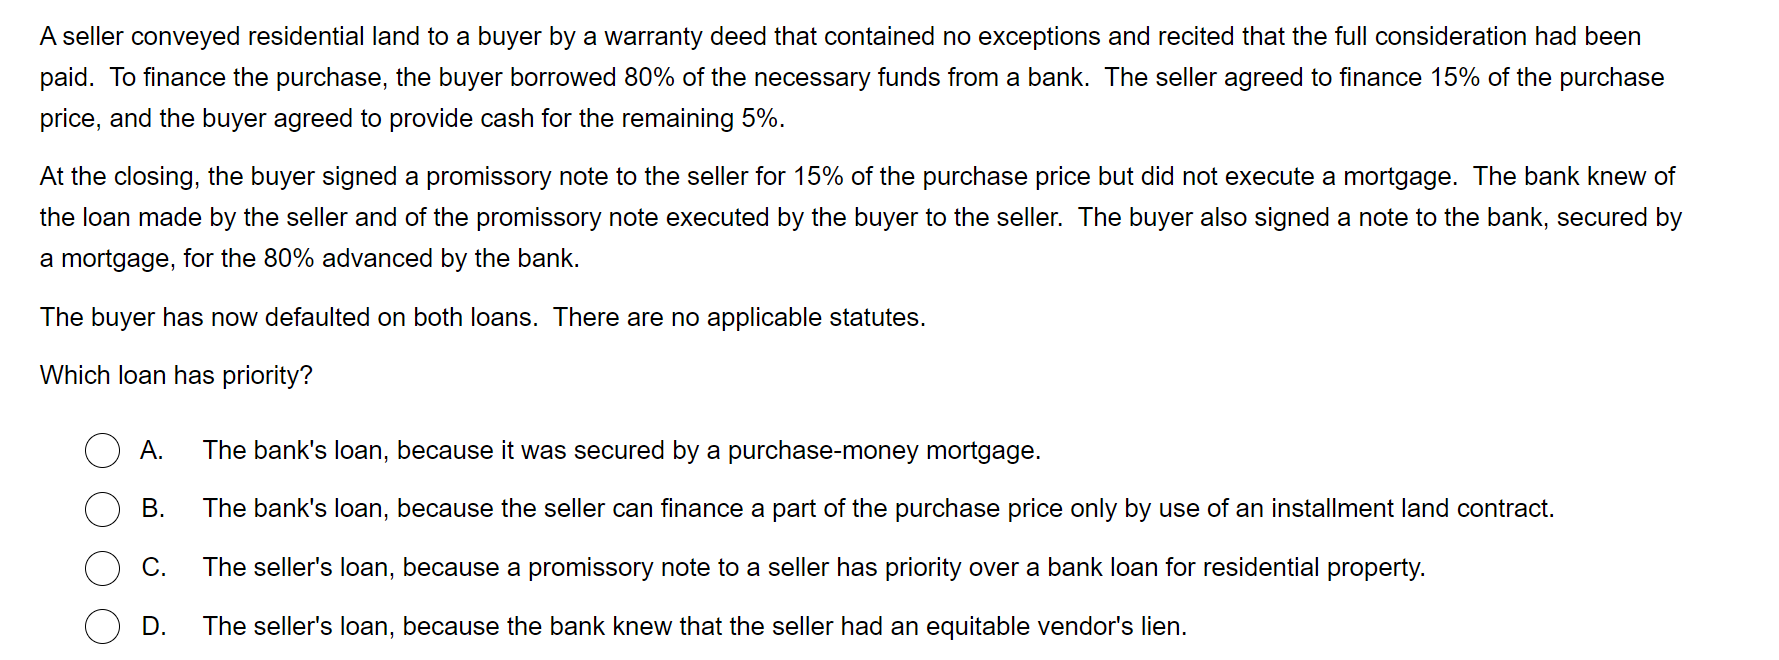 A seller conveyed residential land to a buyer by a warranty deed that contained no exceptions and recited that the full consideration had been
paid.  To finance the purchase, the buyer borrowed 80% of the necessary funds from a bank.  The seller agreed to finance 15% of the purchase
price, and the buyer agreed to provide cash for the remaining 5%.
At the closing, the buyer signed a promissory note to the seller for 15% of the purchase price but did not execute a mortgage.  The bank knew of
the loan made by the seller and of the promissory note executed by the buyer to the seller.  The buyer also signed a note to the bank, secured by
a mortgage, for the 80% advanced by the bank.
The buyer has now defaulted on both loans.  There are no applicable statutes.
Which loan has priority?
A. The bank's loan, because it was secured by a purchase-money mortgage.
B. The bank's loan, because the seller can finance a part of the purchase price only by use of an installment land contract.
C. The seller's loan, because a promissory note to a seller has priority over a bank loan for residential property.
D. The seller's loan, because the bank knew that the seller had an equitable vendor's lien.